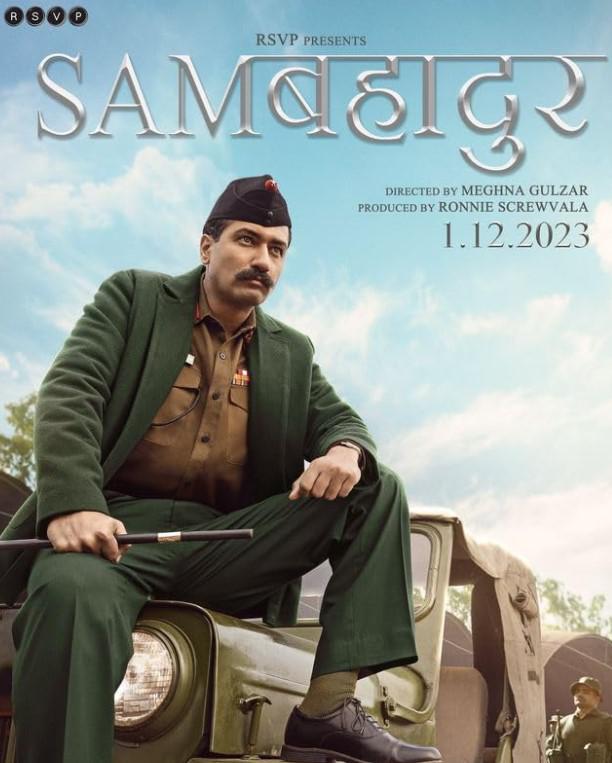 RSVP
RSVP PRESENTS
SAMबहादुर
DIRECTED BY MEGHNA GULZAR
PRODUCED BY RONNIE SCREWVALA
1.12.2023